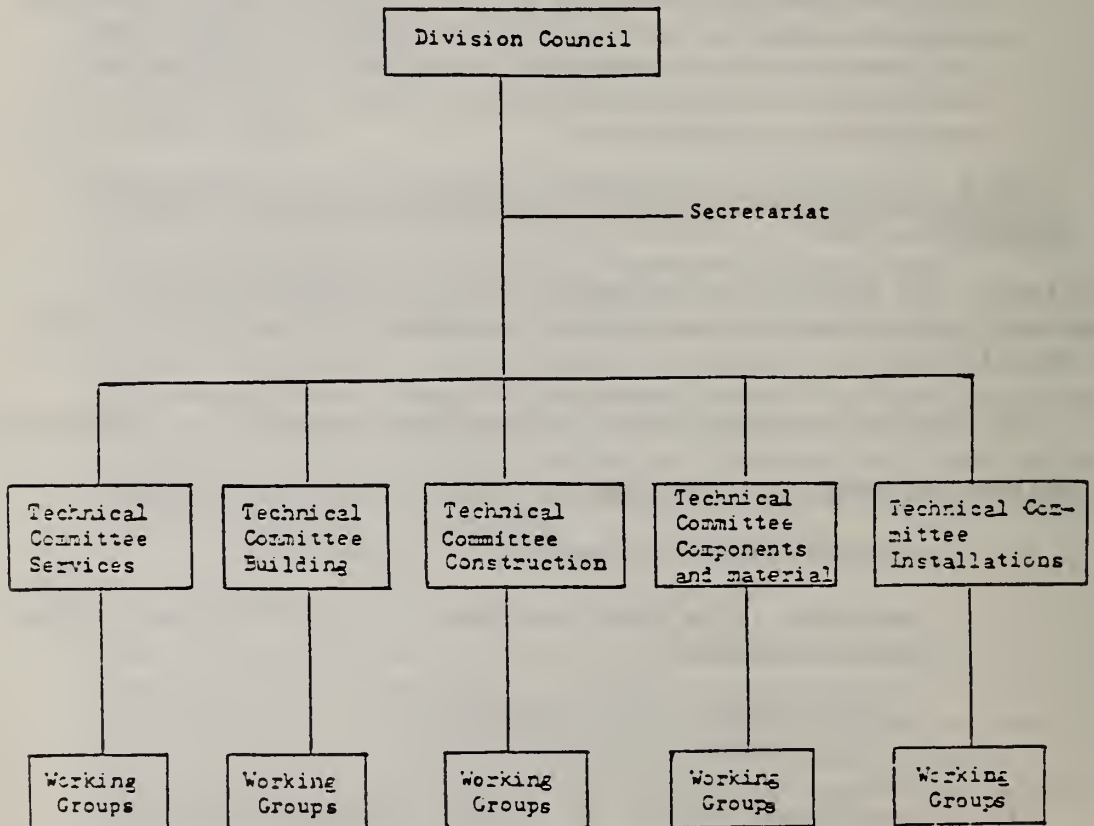 Division Council
Secretariat
Technical
Committee
Services
Technical
Committee
Building
Technical
Committee
Construction
Technical
Committee
Components
and material
Technical Com-
mittee
Installations
Working
Groups
Working
Groups
Working
Groups
Working
Groups
Working
Groups